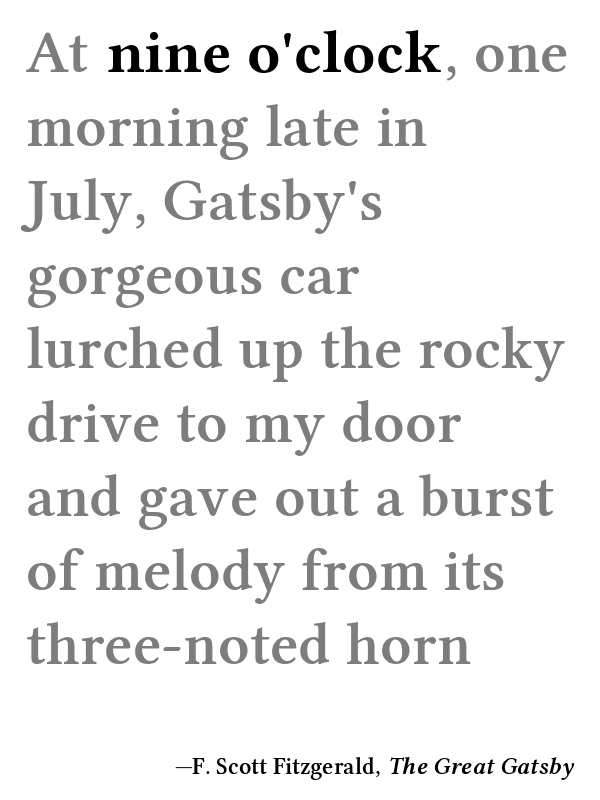 At nine o'clock, one
morning late in
July, Gatsby's
gorgeous car
lurched up the rocky
drive to my door
and gave out a burst
of melody from its
three-noted horn
—F. Scott Fitzgerald, The Great Gatsby